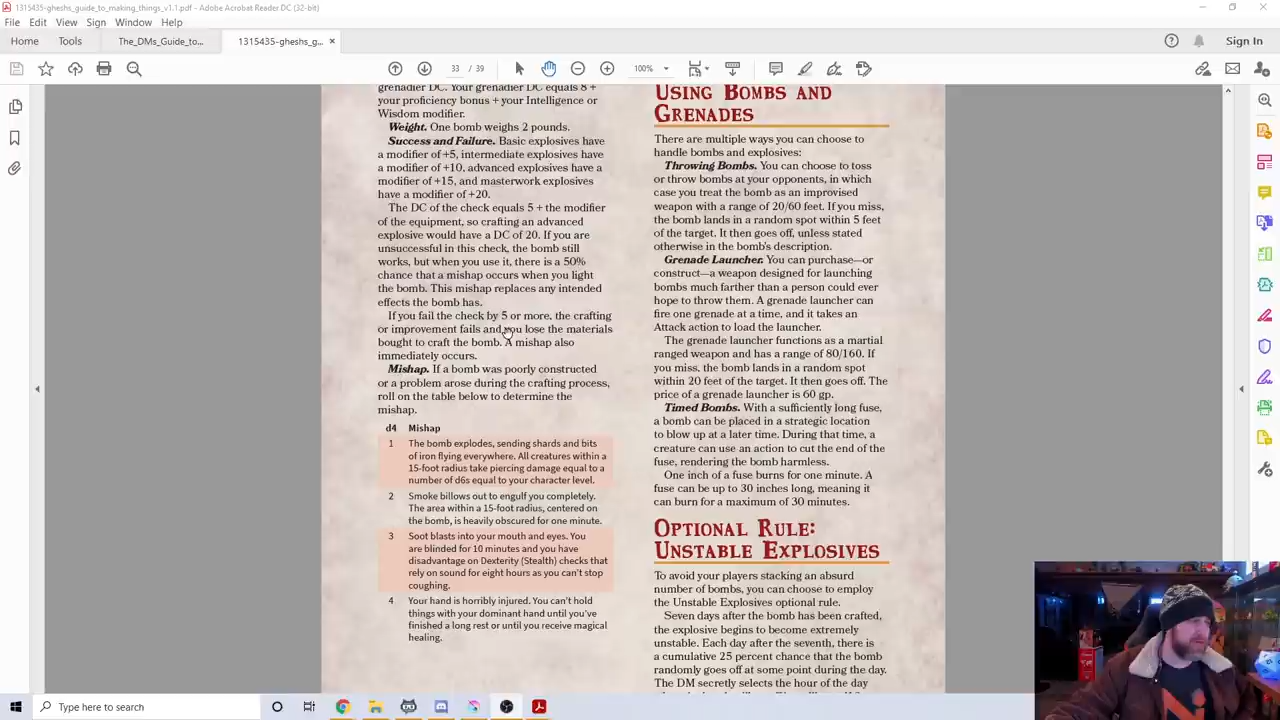 1315435-gheshs_guide_to_making_things_v1.1.pdf - Adobe Acrobat Reader DC (32-bit)
File Edit View Sign Window Help
Home Tools The_DMs_Guide_to... 1315435-gheshs_g... × Sign In
33 / 39 100%
grenadier DC. Your grenadier DC equals 8 +
your proficiency bonus + your Intelligence or
Wisdom modifier.
Weight. One bomb weighs 2 pounds.
Success and Failure. Basic explosives have
a modifier of +5, intermediate explosives have
a modifier of +10, advanced explosives have a
modifier of +15, and masterwork explosives
have a modifier of +20.
The DC of the check equals 5 + the modifier
of the equipment, so crafting an advanced
explosive would have a DC of 20. If you are
unsuccessful in this check, the bomb still
works, but when you use it, there is a 50%
chance that a mishap occurs when you light
the bomb. This mishap replaces any intended
effects the bomb has.
If you fail the check by 5 or more, the crafting
or improvement fails and you lose the materials
bought to craft the bomb. A mishap also
immediately occurs.
Mishap. If a bomb was poorly constructed
or a problem arose during the crafting process,
roll on the table below to determine the
mishap.
d4 Mishap
1 The bomb explodes, sending shards and bits
of iron flying everywhere. All creatures within a
15-foot radius take piercing damage equal to a
number of d6s equal to your character level.
2 Smoke billows out to engulf you completely.
The area within a 15-foot radius, centered on
the bomb, is heavily obscured for one minute.
3 Soot blasts into your mouth and eyes. You
are blinded for 10 minutes and you have
disadvantage on Dexterity (Stealth) checks that
rely on sound for eight hours as you can't stop
coughing.
4 Your hand is horribly injured. You can't hold
things with your dominant hand until you've
finished a long rest or until you receive magical
healing.
Using Bombs and
Grenades
There are multiple ways you can choose to
handle bombs and explosives:
Throwing Bombs. You can choose to toss
or throw bombs at your opponents, in which
case you treat the bomb as an improvised
weapon with a range of 20/60 feet. If you miss,
the bomb lands in a random spot within 5 feet
of the target. It then goes off, unless stated
otherwise in the bomb's description.
Grenade Launcher. You can purchase—or
construct—a weapon designed for launching
bombs much farther than a person could ever
hope to throw them. A grenade launcher can
fire one grenade at a time, and it takes an
Attack action to load the launcher.
The grenade launcher functions as a martial
ranged weapon and has a range of 80/160. If
you miss, the bomb lands in a random spot
within 20 feet of the target. It then goes off. The
price of a grenade launcher is 60 gp.
Timed Bombs. With a sufficiently long fuse,
a bomb can be placed in a strategic location
to blow up at a later time. During that time, a
creature can use an action to cut the end of the
fuse, rendering the bomb harmless.
One inch of a fuse burns for one minute. A
fuse can be up to 30 inches long, meaning it
can burn for a maximum of 30 minutes.
Optional Rule:
Unstable Explosives
To avoid your players stacking an absurd
number of bombs, you can choose to employ
the Unstable Explosives optional rule.
Seven days after the bomb has been crafted,
the explosive begins to become extremely
unstable. Each day after the seventh, there is
a cumulative 25 percent chance that the bomb
randomly goes off at some point during the day.
The DM secretly selects the hour of the day
Type here to search